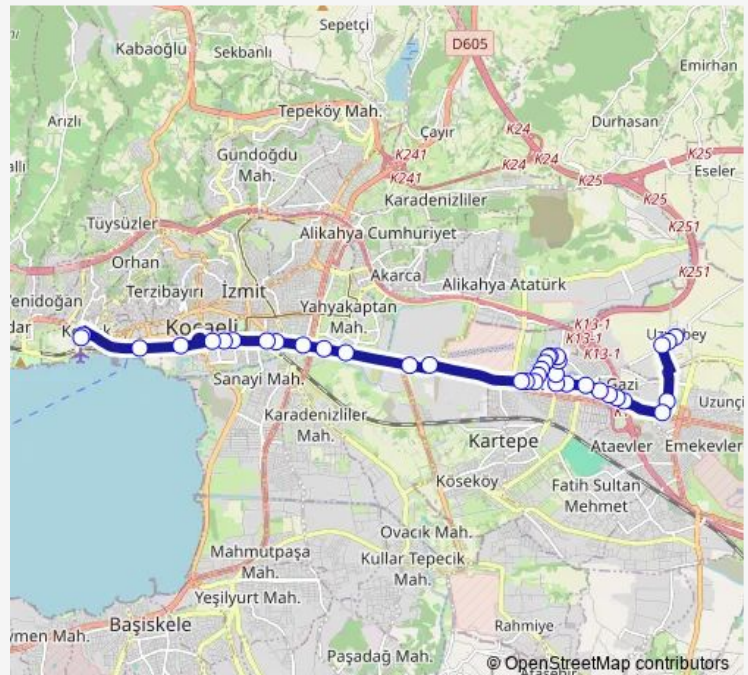 Sepetçi
Kabaoğlu
Sekbanlı
D605
Emirhan
Arızlı
Tepeköy Mah.
Çayır
Durhasan
K24
K241
K24
K24
K25
K241
Gündoğdu
Mah.
K25
K25
Eseler
Karadenizliler
K251
Tüysüzler
Alikahya Cumhuriyet
Orhan
Akarca
Alikahya Atatürk
K251
Terzibayırı
İzmit
Yahyakaptan
Mah.
K13-1
K13-1
K13-1
Kocaeli
Sanayi Mah.
Gazi
Karadenizliler
Mah.
Kartepe
Ataevler
Emekevler
Köseköy
Fatih Sultan
Mehmet
Ovacık Mah.
Mahmutpaşa
Mah.
Kullar Tepecik
Mah.
Yeşilyurt Mah.
Başiskele
Rahmiye
Paşadağ Mah.
© OpenStreetMap contributors